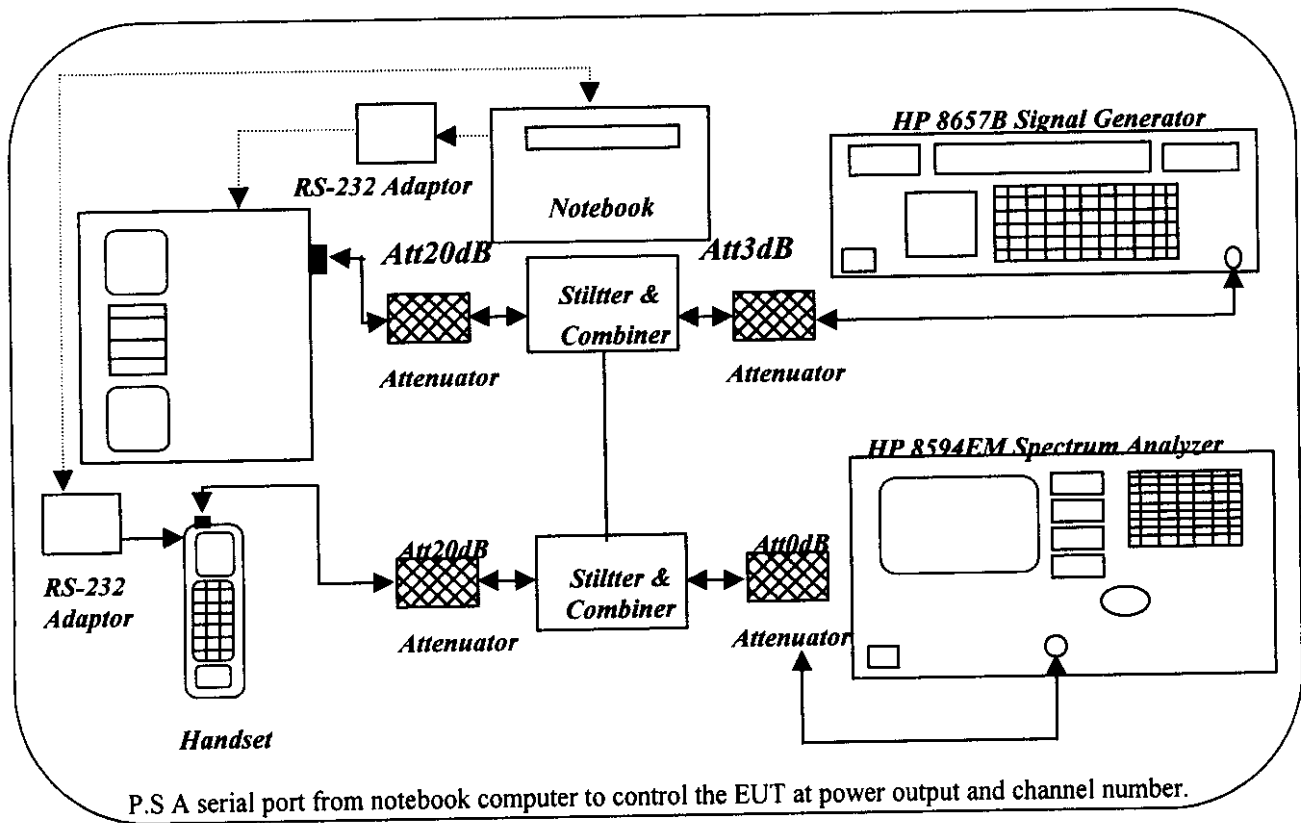 HP 8657B Signal Generator
RS-232 Adaptor
Notebook
Att20dB
Att3dB
Stiltter &
Combiner
Attenuator
Attenuator
HP 8594EM Spectrum Analyzer
Att20dB
Att0dB
Stiltter &
Combiner
RS-232
Adaptor
Attenuator
Attenuator
Handset
P.S A serial port from notebook computer to control the EUT at power output and channel number.